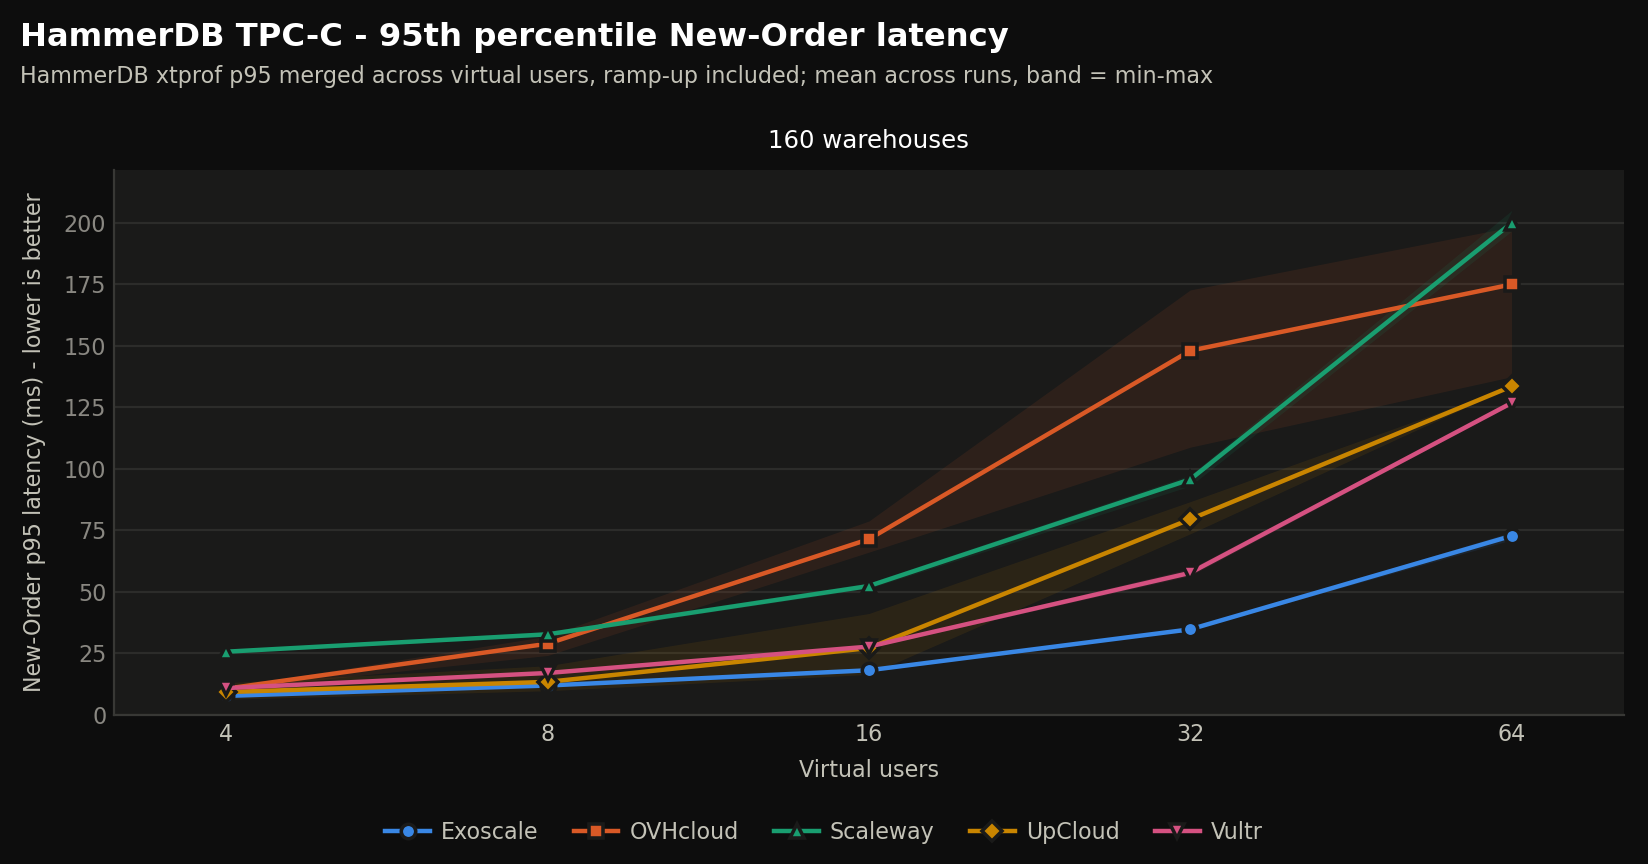 HammerDB TPC-C - 95th percentile New-Order latency
HammerDB xtprof p95 merged across virtual users, ramp-up included; mean across runs, band = min-max
160 warehouses
New-Order p95 latency (ms) - lower is better
200
175
150
125
100
75
50
25
0
4 8 16 32 64
Virtual users
Exoscale OVHcloud Scaleway UpCloud Vultr